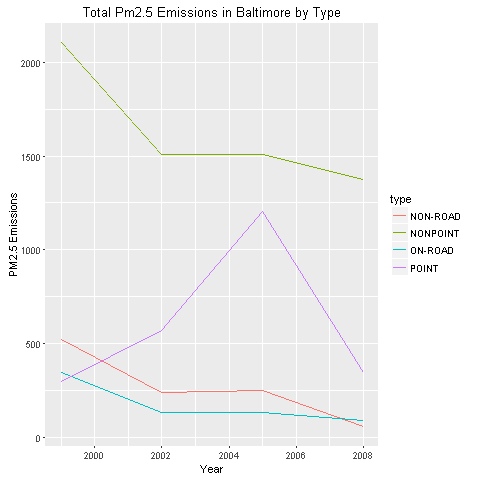 Total Pm2.5 Emissions in Baltimore by Type
PM2.5 Emissions
2000
1500
1000
500
0
2000 2002 2004 2006 2008
Year
type
NON-ROAD
NONPOINT
ON-ROAD
POINT